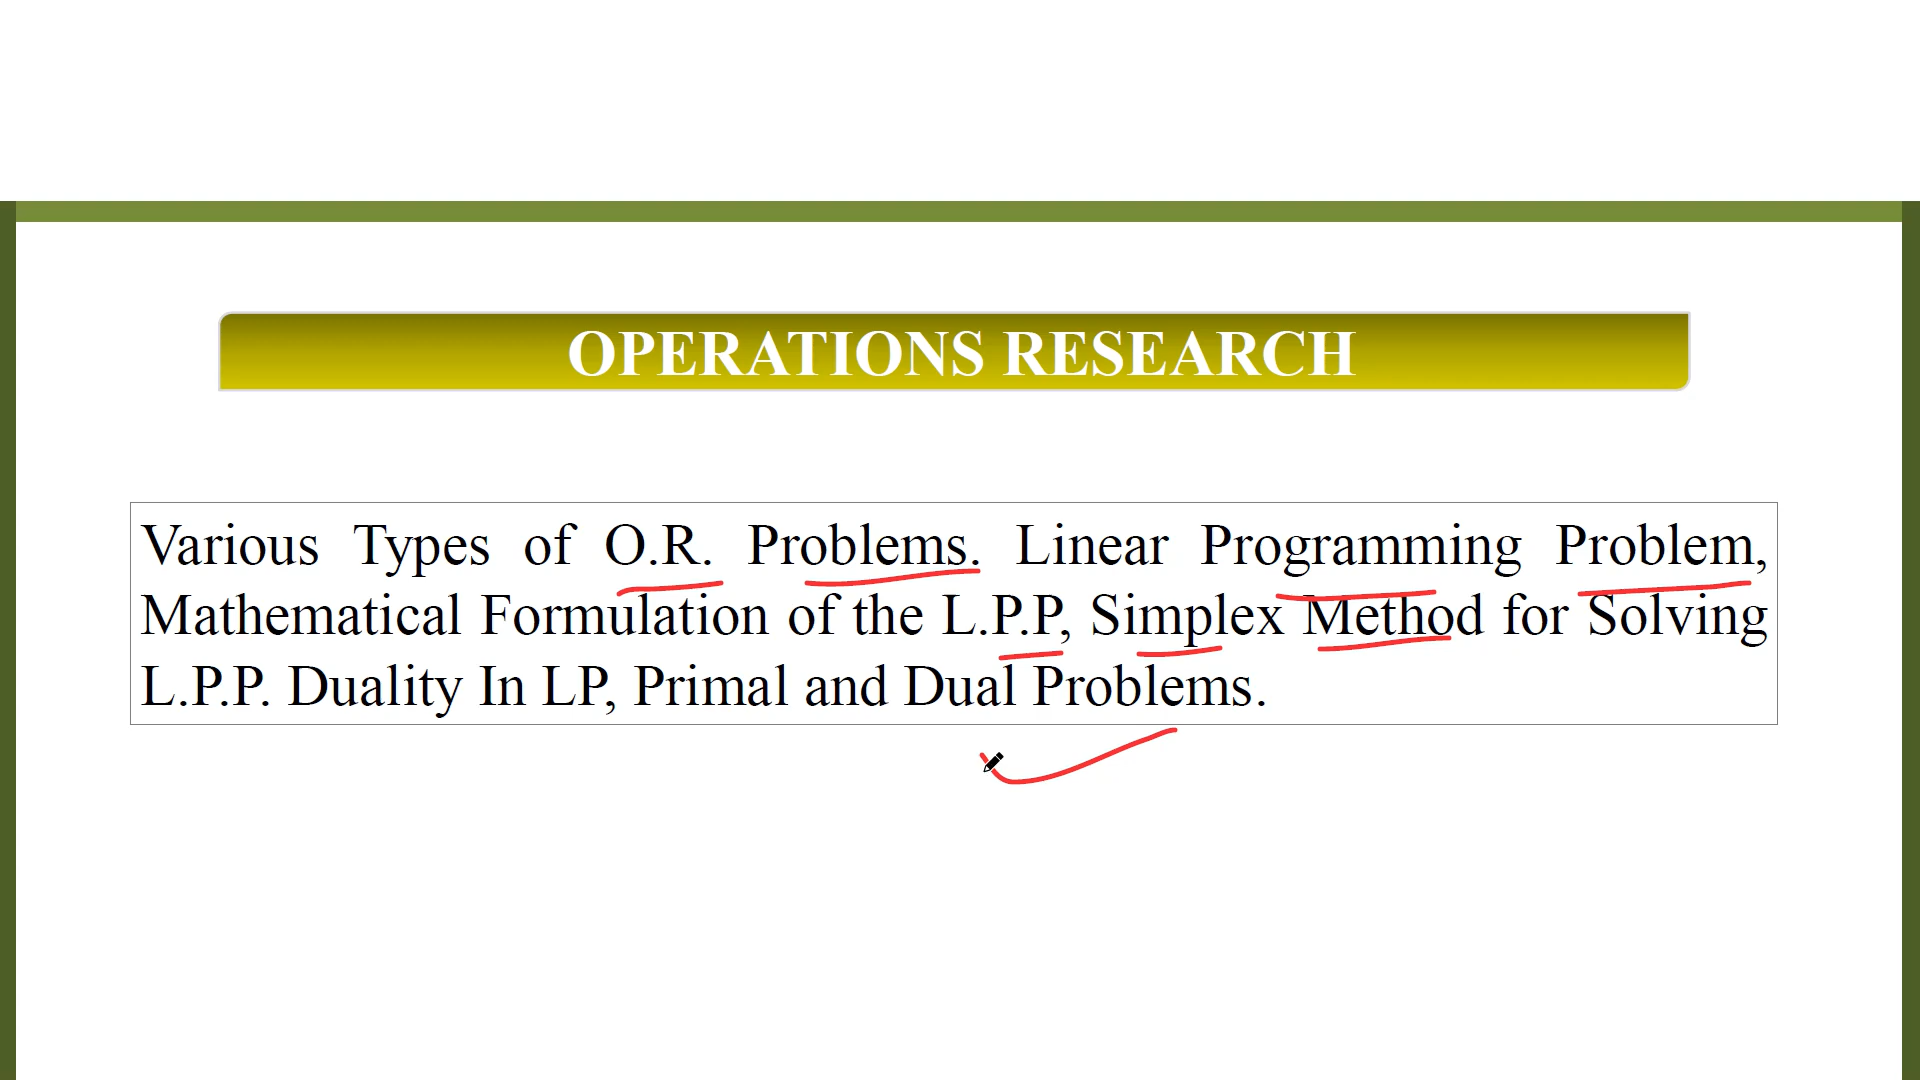 OPERATIONS RESEARCH
Various Types of O.R. Problems. Linear Programming Problem,
Mathematical Formulation of the L.P.P, Simplex Method for Solving
L.P.P. Duality In LP, Primal and Dual Problems.